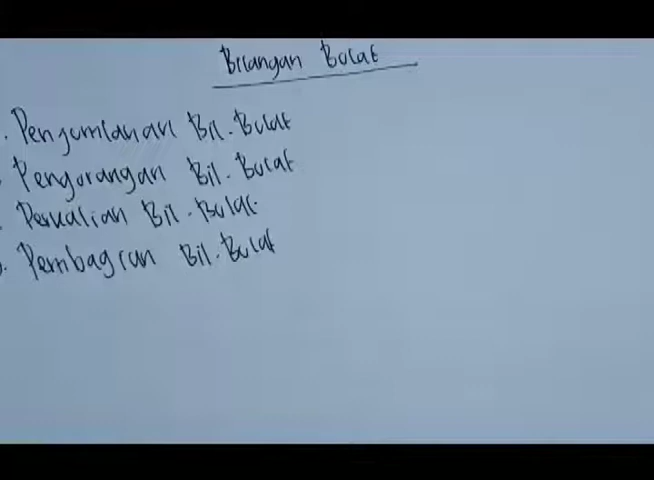 Bilangan Bulat
. Penjumlahan Bil. Bulat
. Pengurangan Bil. Bulat
. Perkalian Bil. Bulat
. Pembagian Bil. Bulat